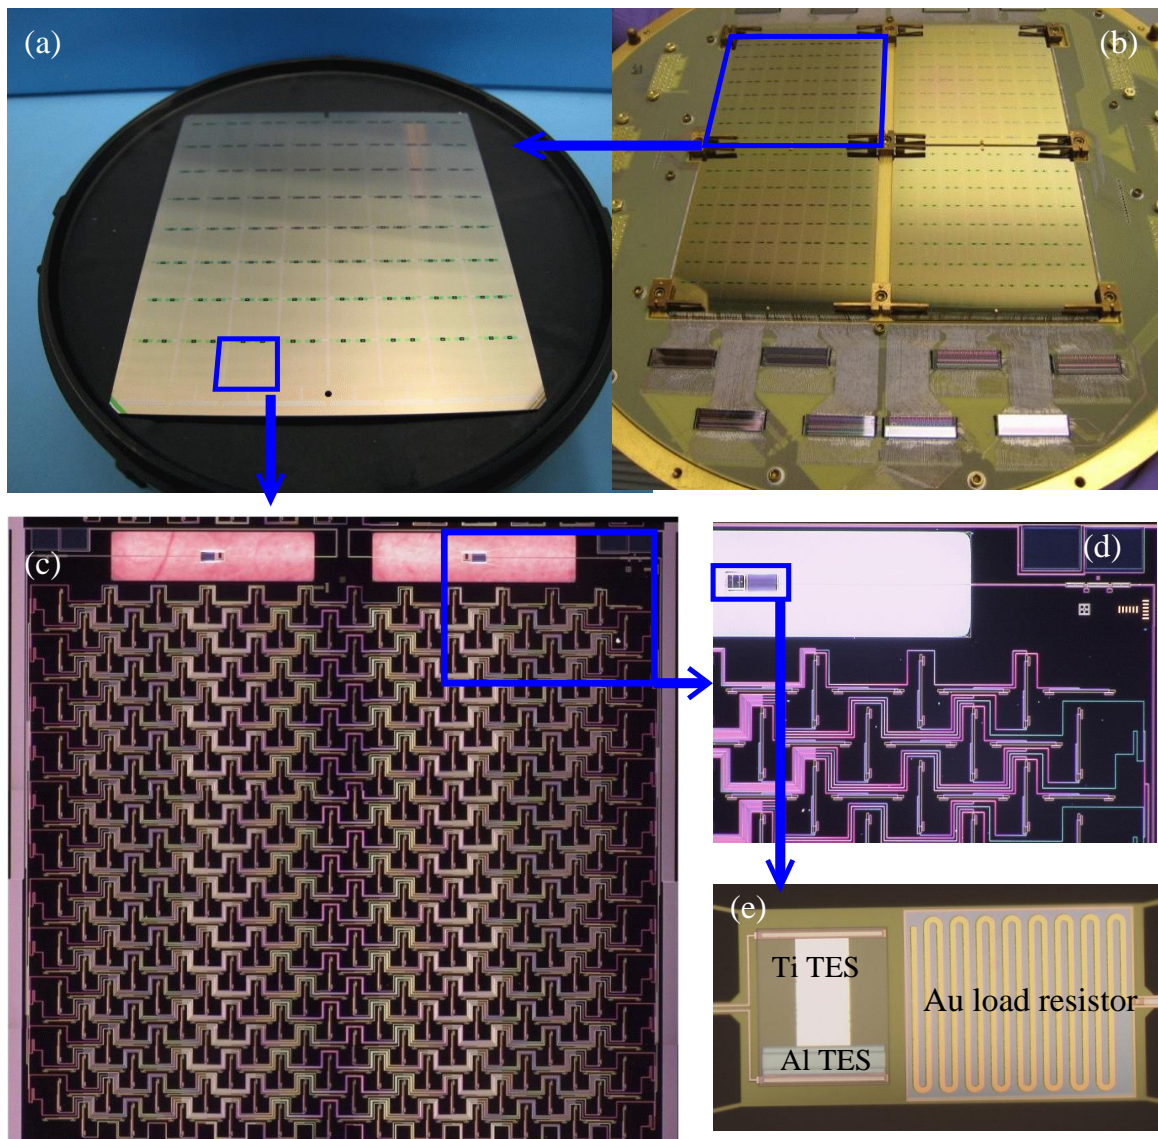 (a)
(b)
(c)
(d)
(e)
Ti TES
Au load resistor
Al TES